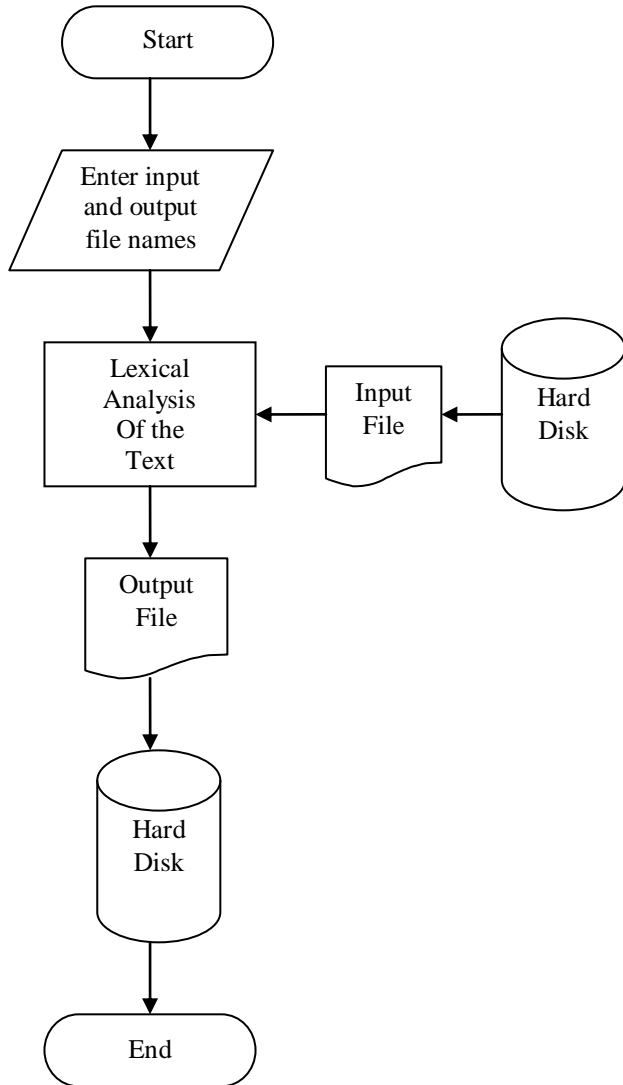 Start
Enter input
and output
file names
Lexical
Analysis
Of the
Text
Input
File
Hard
Disk
Output
File
Hard
Disk
End